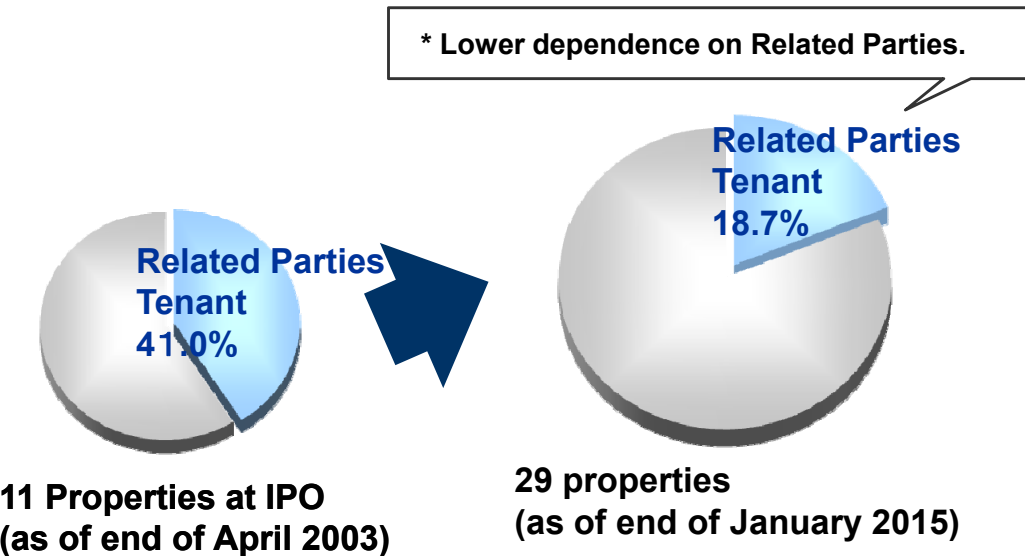 * Lower dependence on Related Parties.
Related Parties
Tenant
18.7%
Related Parties
Tenant
41.0%
29 properties
(as of end of January 2015)
11 Properties at IPO
(as of end of April 2003)